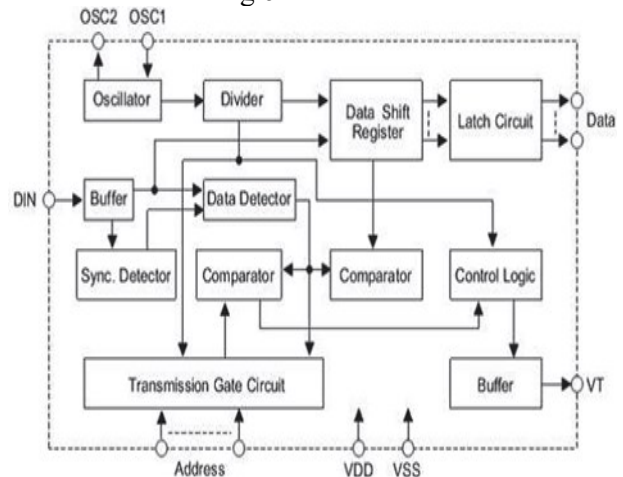 OSC2 OSC1
Oscillator
Divider
Data Shift
Register
Latch Circuit
Data
DIN
Buffer
Data Detector
Sync. Detector
Comparator
Comparator
Control Logic
Transmission Gate Circuit
Buffer
VT
Address
VDD
VSS